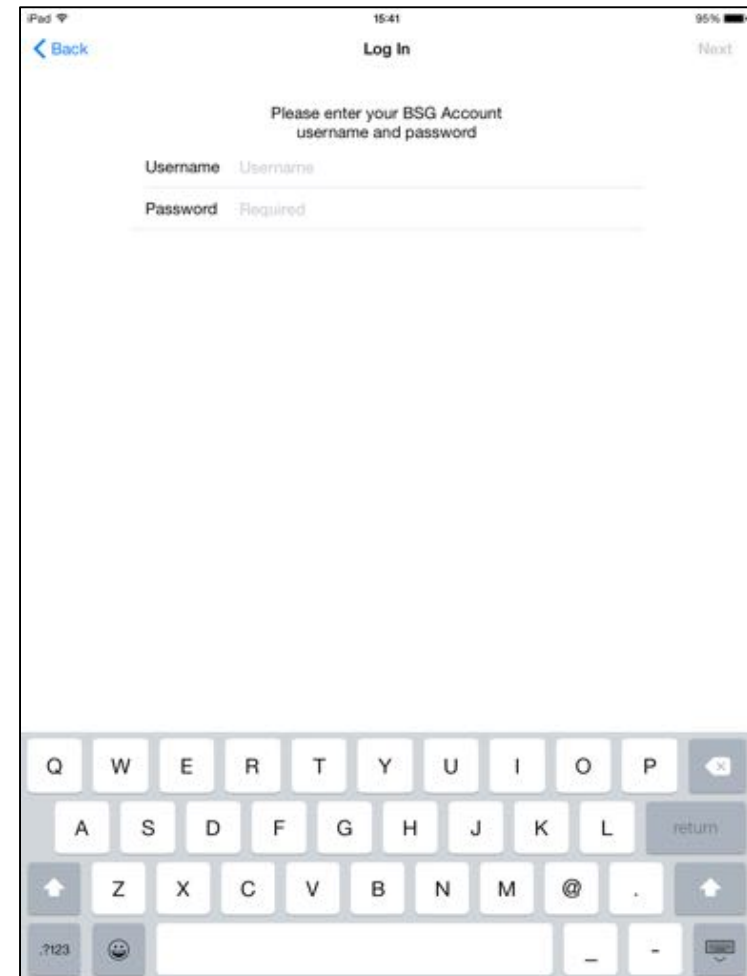 iPad 15:41 95%
Back Log In Next
Please enter your BSG Account
username and password
Username Username
Password Required
Q W E R T Y U I O P
A S D F G H J K L return
Z X C V B N M @ .
.?123 _ -